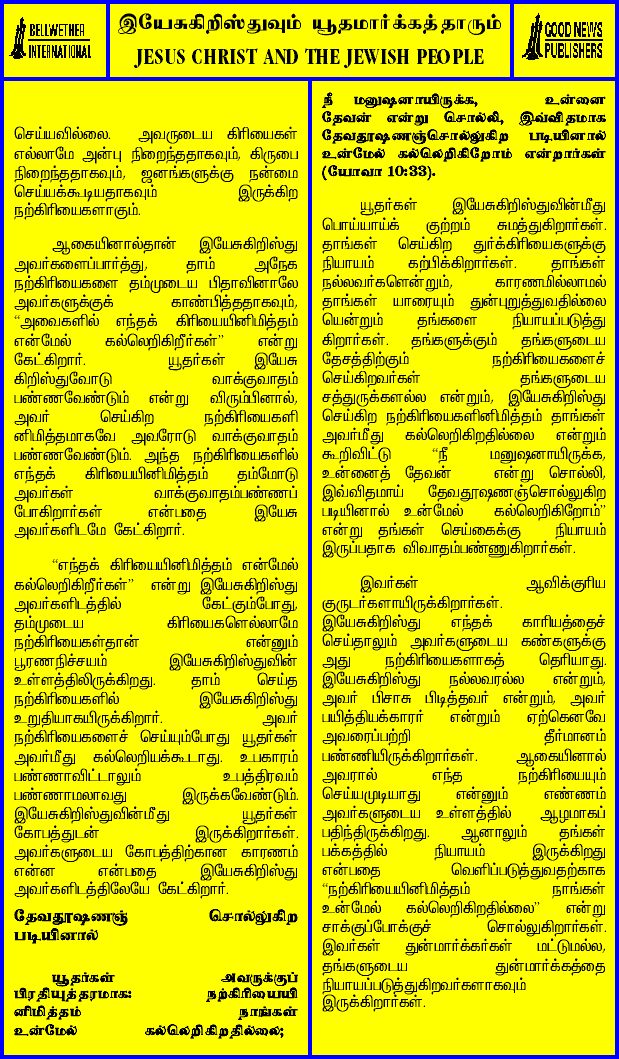 BELLWETHER
INTERNATIONAL
இயேசுகிறிஸ்துவும் யூதமார்க்கத்தாரும்
JESUS CHRIST AND THE JEWISH PEOPLE
GOOD NEWS
PUBLISHERS
செய்யவில்லை. அவருடைய கிரியைகள்
எல்லாமே அன்பு நிறைந்ததாகவும், கிருபை
நிறைந்ததாகவும், ஜனங்களுக்கு நன்மை
செய்யக்கூடியதாகவும் இருக்கிற
நற்கிரியைகளாகும்.
ஆகையினால்தான் இயேசுகிறிஸ்து
அவர்களைப்பார்த்து, தாம் அநேக
நற்கிரியைகளை தம்முடைய பிதாவினாலே
அவர்களுக்குக் காண்பித்ததாகவும்,
“அவைகளில் எந்தக் கிரியையினிமித்தம்
என்மேல் கல்லெறிகிறீர்கள்” என்று
கேட்கிறார். யூதர்கள் இயேசு
கிறிஸ்துவோடு வாக்குவாதம்
பண்ணவேண்டும் என்று விரும்பினால்,
அவர் செய்கிற நற்கிரியைகளி
னிமித்தமாகவே அவரோடு வாக்குவாதம்
பண்ணவேண்டும். அந்த நற்கிரியைகளில்
எந்தக் கிரியையினிமித்தம் தம்மோடு
அவர்கள் வாக்குவாதம்பண்ணப்
போகிறார்கள் என்பதை இயேசு
அவர்களிடமே கேட்கிறார்.
“எந்தக் கிரியையினிமித்தம் என்மேல்
கல்லெறிகிறீர்கள்” என்று இயேசுகிறிஸ்து
அவர்களிடத்தில் கேட்கும்போது,
தம்முடைய கிரியைகளெல்லாமே
நற்கிரியைகள்தான் என்னும்
பூரணநிச்சயம் இயேசுகிறிஸ்துவின்
உள்ளத்திலிருக்கிறது. தாம் செய்த
நற்கிரியைகளில் இயேசுகிறிஸ்து
உறுதியாகயிருக்கிறார். அவர்
நற்கிரியைகளைச் செய்யும்போது யூதர்கள்
அவர்மீது கல்லெறியக்கூடாது. உபகாரம்
பண்ணாவிட்டாலும் உபத்திரவம்
பண்ணாமலாவது இருக்கவேண்டும்.
இயேசுகிறிஸ்துவின்மீது யூதர்கள்
கோபத்துடன் இருக்கிறார்கள்.
அவர்களுடைய கோபத்திற்கான காரணம்
என்ன என்பதை இயேசுகிறிஸ்து
அவர்களிடத்திலேயே கேட்கிறார்.
தேவதூஷணஞ் சொல்லுகிற
படியினால்
யூதர்கள் அவருக்குப்
பிரதியுத்தரமாக: நற்கிரியையி
னிமித்தம் நாங்கள்
உன்மேல் கல்லெறிகிறதில்லை;
நீ மனுஷனாயிருக்க, உன்னை
தேவன் என்று சொல்லி, இவ்விதமாக
தேவதூஷணஞ்சொல்லுகிற படியினால்
உன்மேல் கல்லெறிகிறோம் என்றார்கள்
(யோவா 10:33).
யூதர்கள் இயேசுகிறிஸ்துவின்மீது
பொய்யாய்க் குற்றம் சுமத்துகிறார்கள்.
தாங்கள் செய்கிற துர்க்கிரியைகளுக்கு
நியாயம் கற்பிக்கிறார்கள். தாங்கள்
நல்லவர்களென்றும், காரணமில்லாமல்
தாங்கள் யாரையும் துன்புறுத்துவதில்லை
யென்றும் தங்களை நியாயப்படுத்து
கிறார்கள். தங்களுக்கும் தங்களுடைய
தேசத்திற்கும் நற்கிரியைகளைச்
செய்கிறவர்கள் தங்களுடைய
சத்துருக்களல்ல என்றும், இயேசுகிறிஸ்து
செய்கிற நற்கிரியைகளினிமித்தம் தாங்கள்
அவர்மீது கல்லெறிகிறதில்லை என்றும்
கூறிவிட்டு “நீ மனுஷனாயிருக்க,
உன்னைத் தேவன் என்று சொல்லி,
இவ்விதமாய் தேவதூஷணஞ்சொல்லுகிற
படியினால் உன்மேல் கல்லெறிகிறோம்”
என்று தங்கள் செய்கைக்கு நியாயம்
இருப்பதாக விவாதம்பண்ணுகிறார்கள்.
இவர்கள் ஆவிக்குரிய
குருடர்களாயிருக்கிறார்கள்.
இயேசுகிறிஸ்து எந்தக் காரியத்தைச்
செய்தாலும் அவர்களுடைய கண்களுக்கு
அது நற்கிரியைகளாகத் தெரியாது.
இயேசுகிறிஸ்து நல்லவரல்ல என்றும்,
அவர் பிசாசு பிடித்தவர் என்றும், அவர்
பயித்தியக்காரர் என்றும் ஏற்கெனவே
அவரைப்பற்றி தீர்மானம்
பண்ணியிருக்கிறார்கள். ஆகையினால்
அவரால் எந்த நற்கிரியையும்
செய்யமுடியாது என்னும் எண்ணம்
அவர்களுடைய உள்ளத்தில் ஆழமாகப்
பதிந்திருக்கிறது. ஆனாலும் தங்கள்
பக்கத்தில் நியாயம் இருக்கிறது
என்பதை வெளிப்படுத்துவதற்காக
“நற்கிரியையினிமித்தம் நாங்கள்
உன்மேல் கல்லெறிகிறதில்லை” என்று
சாக்குப்போக்குச் சொல்லுகிறார்கள்.
இவர்கள் துன்மார்க்கர்கள் மட்டுமல்ல,
தங்களுடைய துன்மார்க்கத்தை
நியாயப்படுத்துகிறவர்களாகவும்
இருக்கிறார்கள்.